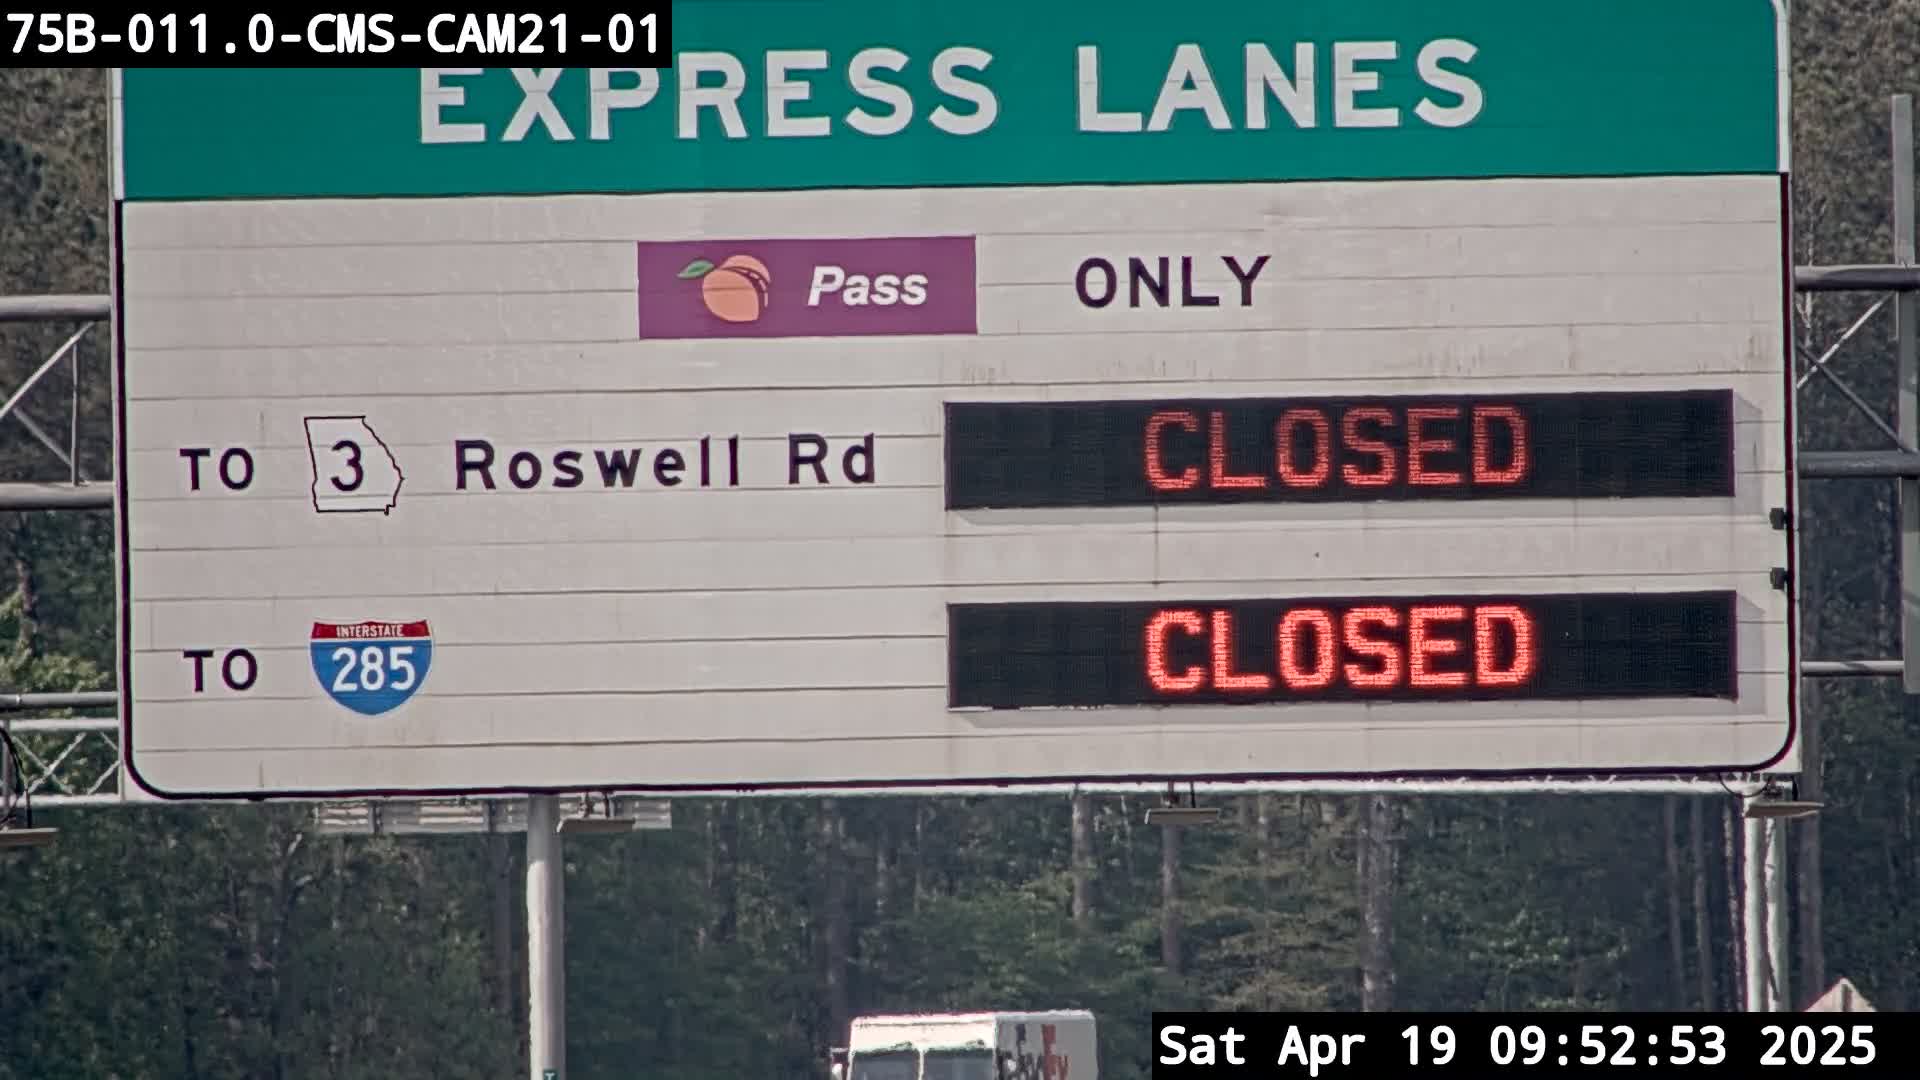 75B-011.0-CMS-CAM21-01
EXPRESS LANES
Pass ONLY
TO 3 Roswell Rd CLOSED
TO INTERSTATE 285 CLOSED
Sat Apr 19 09:52:53 2025